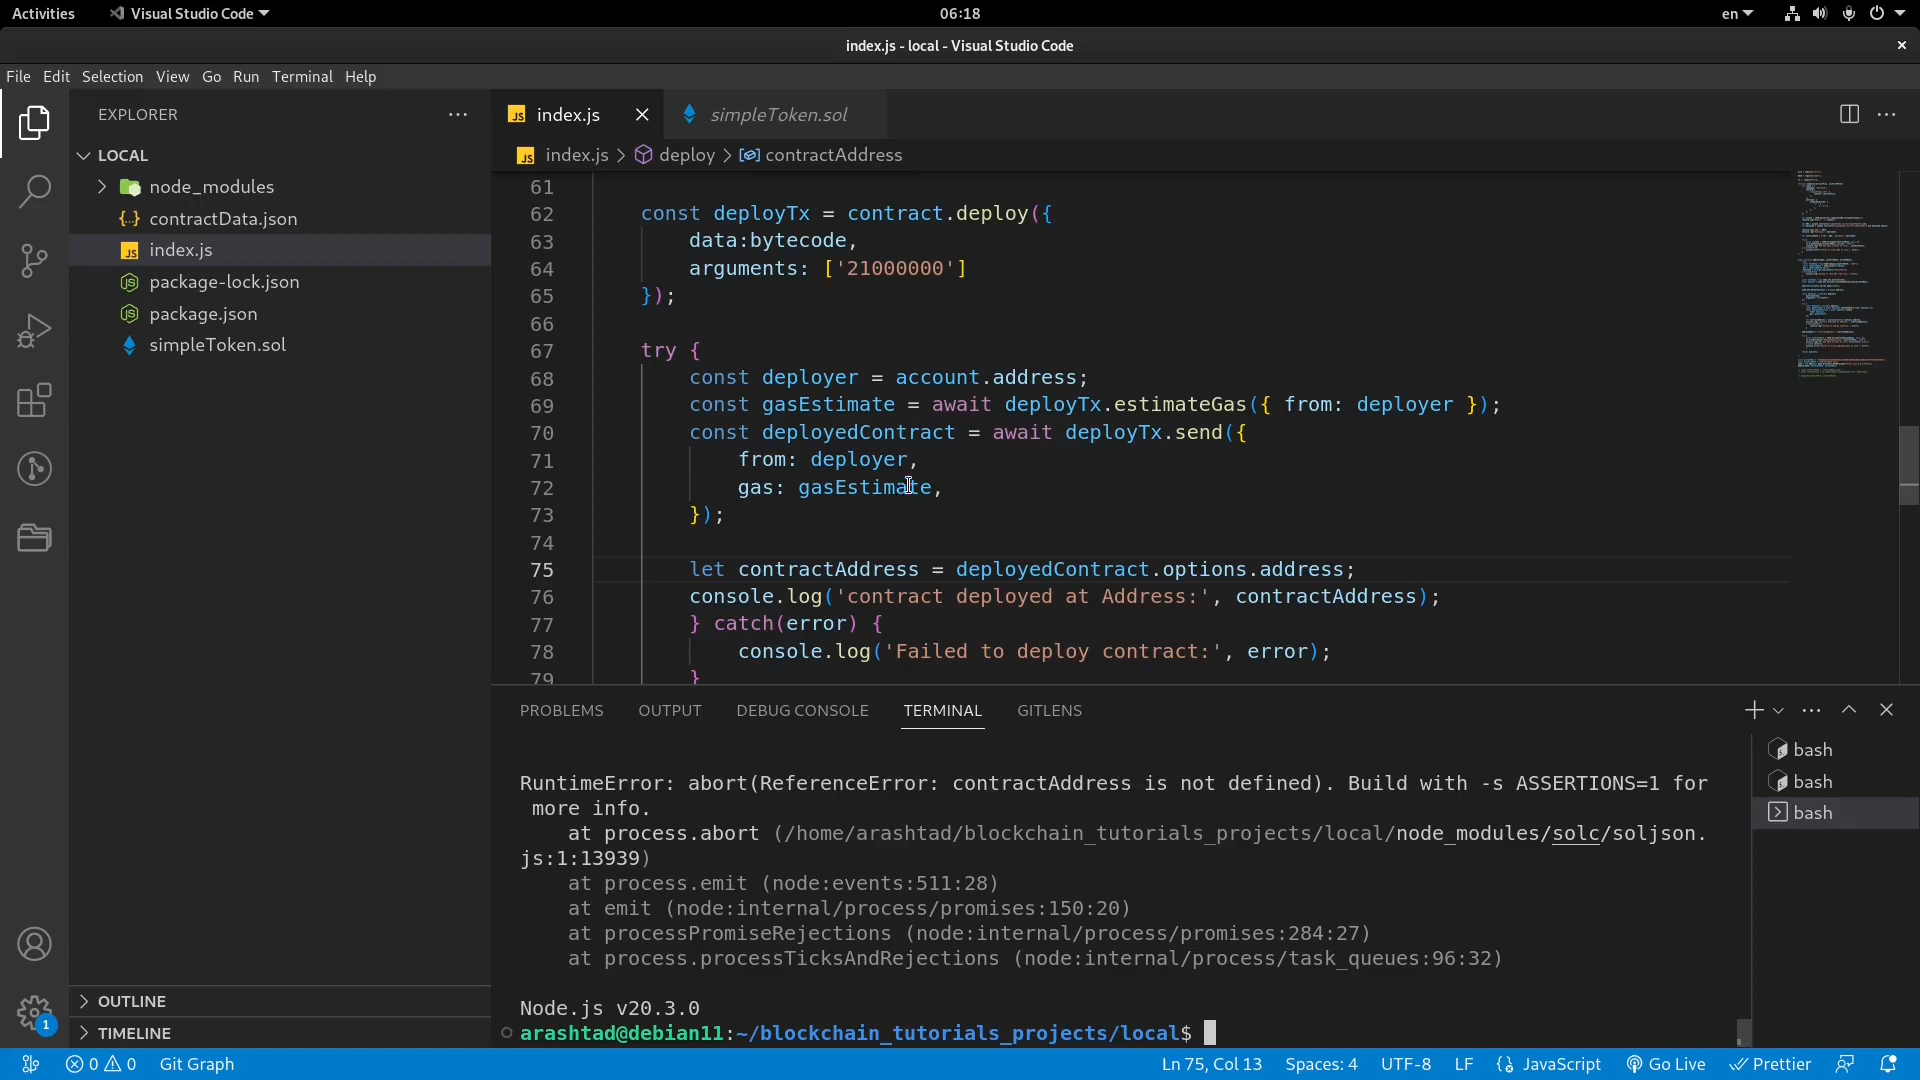 Activities
Visual Studio Code
06:18
en
index.js - local - Visual Studio Code
File Edit Selection View Go Run Terminal Help
EXPLORER
LOCAL
node_modules
contractData.json
index.js
package-lock.json
package.json
simpleToken.sol
OUTLINE
TIMELINE
index.js
simpleToken.sol
index.js > deploy > contractAddress
61
62 const deployTx = contract.deploy({
63 data:bytecode,
64 arguments: ['21000000']
65 });
66
67 try {
68 const deployer = account.address;
69 const gasEstimate = await deployTx.estimateGas({ from: deployer });
70 const deployedContract = await deployTx.send({
71 from: deployer,
72 gas: gasEstimate,
73 });
74
75 let contractAddress = deployedContract.options.address;
76 console.log('contract deployed at Address:', contractAddress);
77 } catch(error) {
78 console.log('Failed to deploy contract:', error);
79 }
PROBLEMS OUTPUT DEBUG CONSOLE TERMINAL GITLENS
bash
bash
bash
RuntimeError: abort(ReferenceError: contractAddress is not defined). Build with -s ASSERTIONS=1 for
more info.
at process.abort (/home/arashtad/blockchain_tutorials_projects/local/node_modules/solc/soljson.
js:1:13939)
at process.emit (node:events:511:28)
at emit (node:internal/process/promises:150:20)
at processPromiseRejections (node:internal/process/promises:284:27)
at process.processTicksAndRejections (node:internal/process/task_queues:96:32)
Node.js v20.3.0
arashtad@debian11:~/blockchain_tutorials_projects/local$
1
0 0 Git Graph
Ln 75, Col 13 Spaces: 4 UTF-8 LF {} JavaScript Go Live Prettier